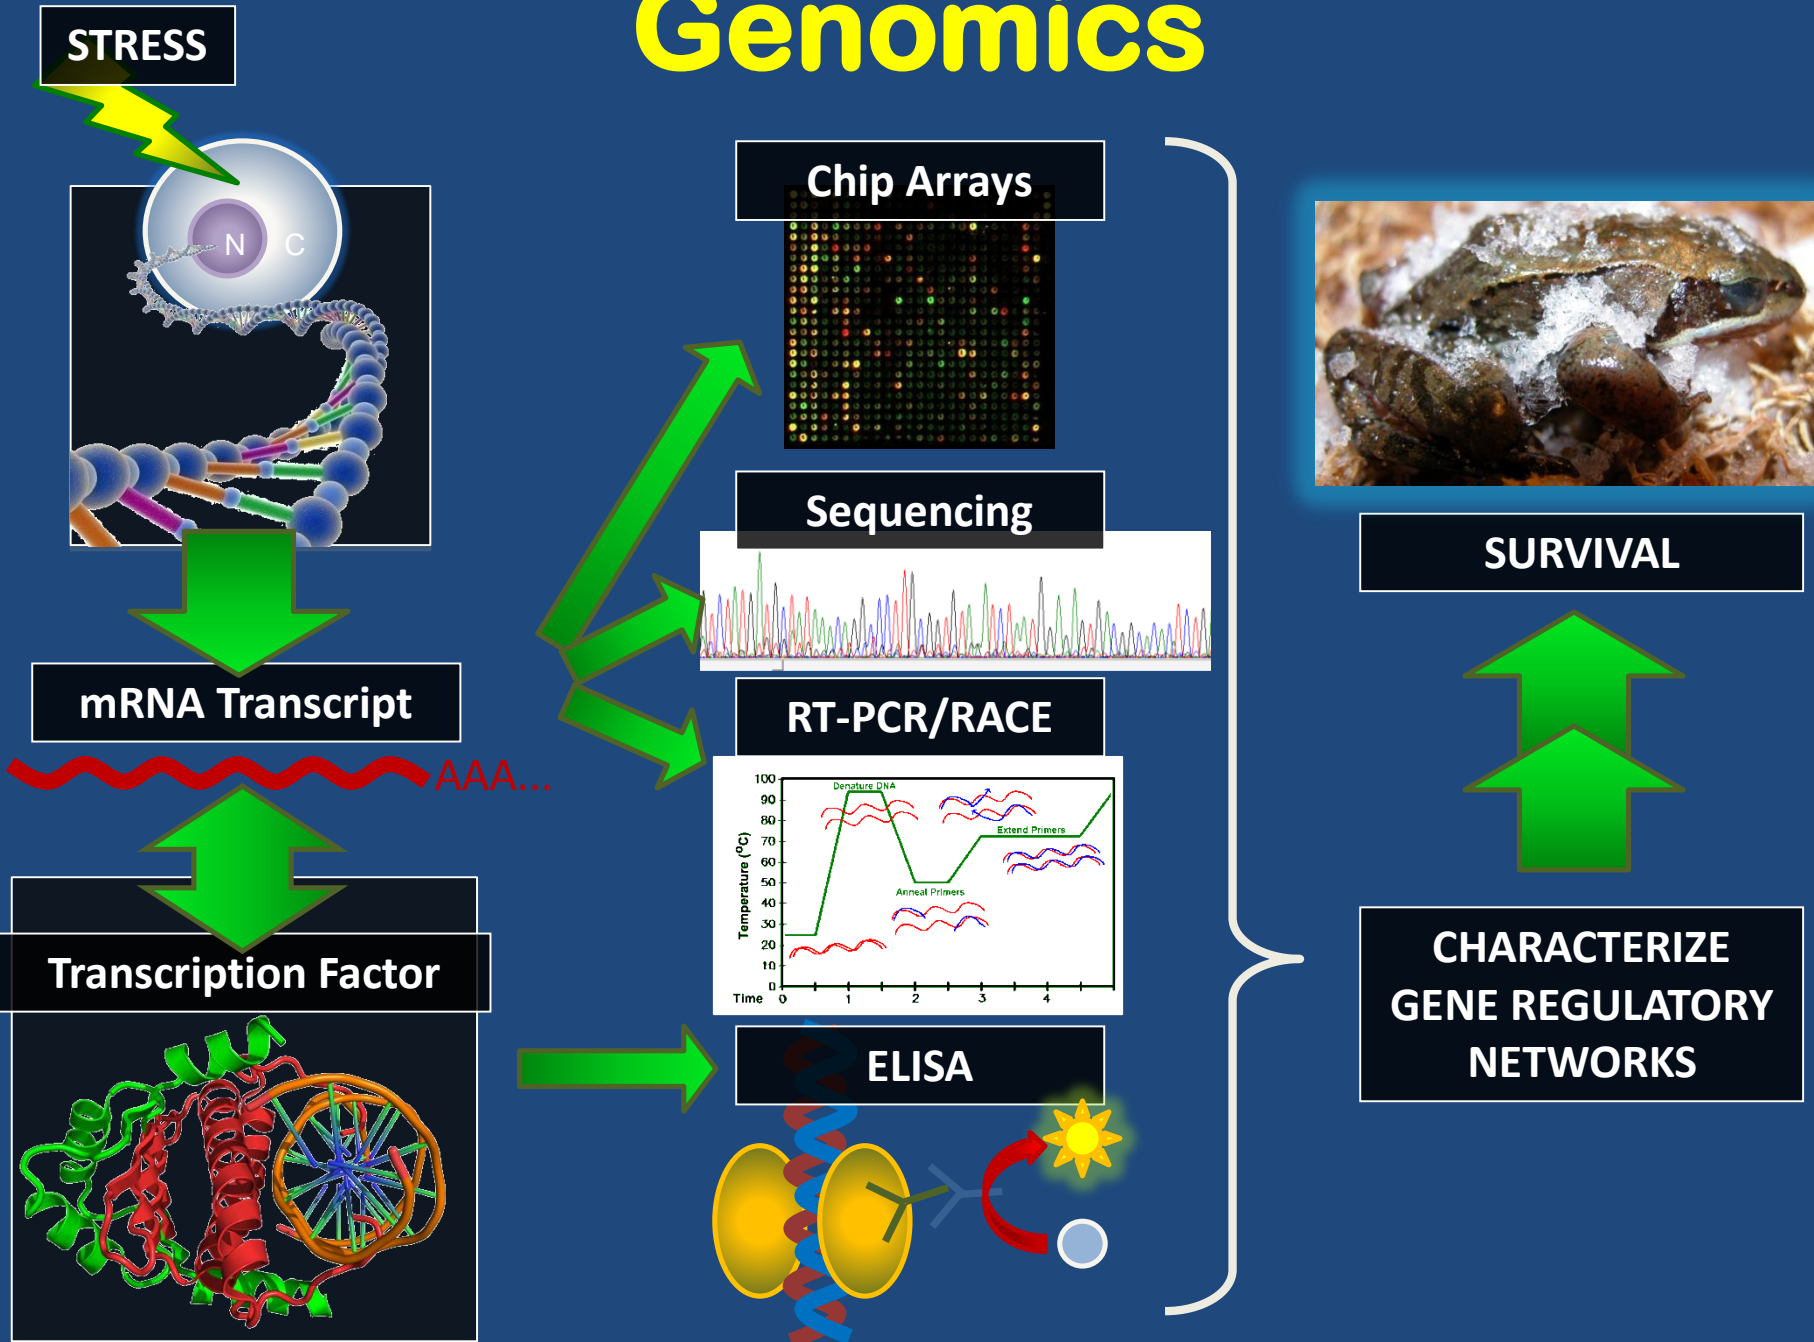 Genomics
STRESS
N
C
mRNA Transcript
AAA...
Transcription Factor
Chip Arrays
Sequencing
RT-PCR/RACE
100
90
80
70
60
50
40
30
20
10
0
Temperature (°C)
Denature DNA
Anneal Primers
Extend Primers
Time
0
1
2
3
4
ELISA
SURVIVAL
CHARACTERIZE
GENE REGULATORY
NETWORKS